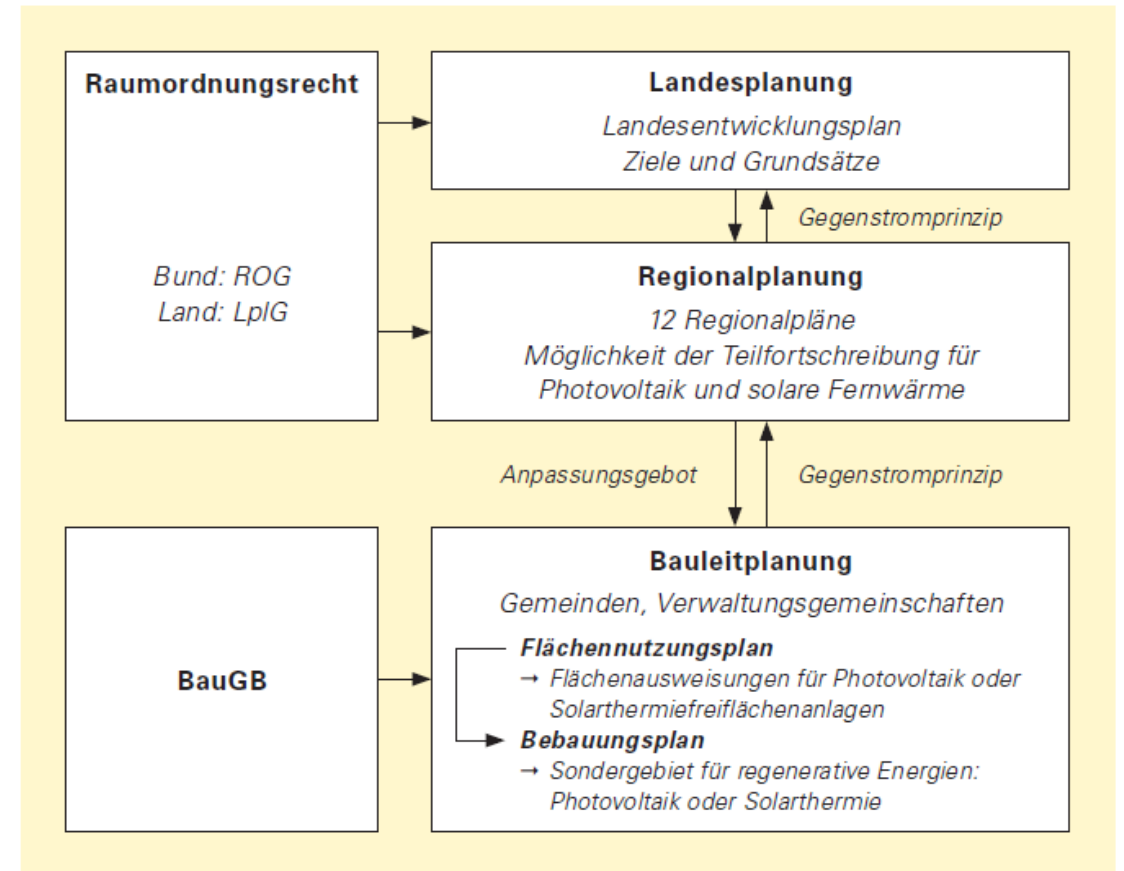 Raumordnungsrecht
Bund: ROG
Land: LplG
Landesplanung
Landesentwicklungsplan
Ziele und Grundsätze
Gegenstromprinzip
Regionalplanung
12 Regionalpläne
Möglichkeit der Teilfortschreibung für
Photovoltaik und solare Fernwärme
Anpassungsgebot
Gegenstromprinzip
BauGB
Bauleitplanung
Gemeinden, Verwaltungsgemeinschaften
Flächennutzungsplan
→ Flächenausweisungen für Photovoltaik oder
Solarthermiefreiflächenanlagen
Bebauungsplan
→ Sondergebiet für regenerative Energien:
Photovoltaik oder Solarthermie